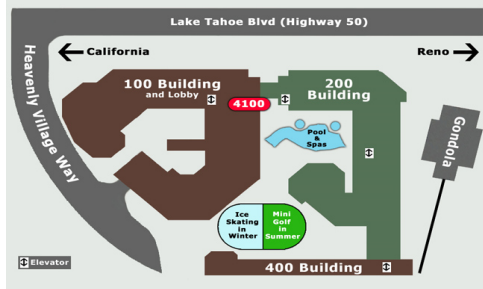 Lake Tahoe Blvd (Highway 50)
California
Reno
Heavenly Village Way
100 Building
and Lobby
4100
200
Building
Pool
&
Spas
Gondola
Ice
Skating
in
Winter
Mini
Golf
in
Summer
Elevator
400 Building